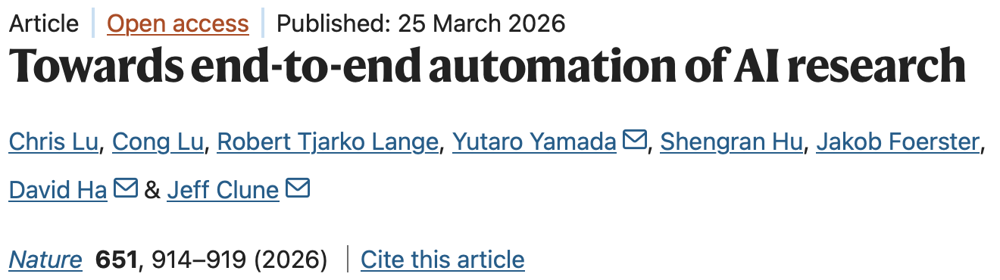 Article | Open access | Published: 25 March 2026
Towards end-to-end automation of AI research
Chris Lu, Cong Lu, Robert Tjarko Lange, Yutaro Yamada, Shengran Hu, Jakob Foerster,
David Ha & Jeff Clune
Nature 651, 914–919 (2026) | Cite this article